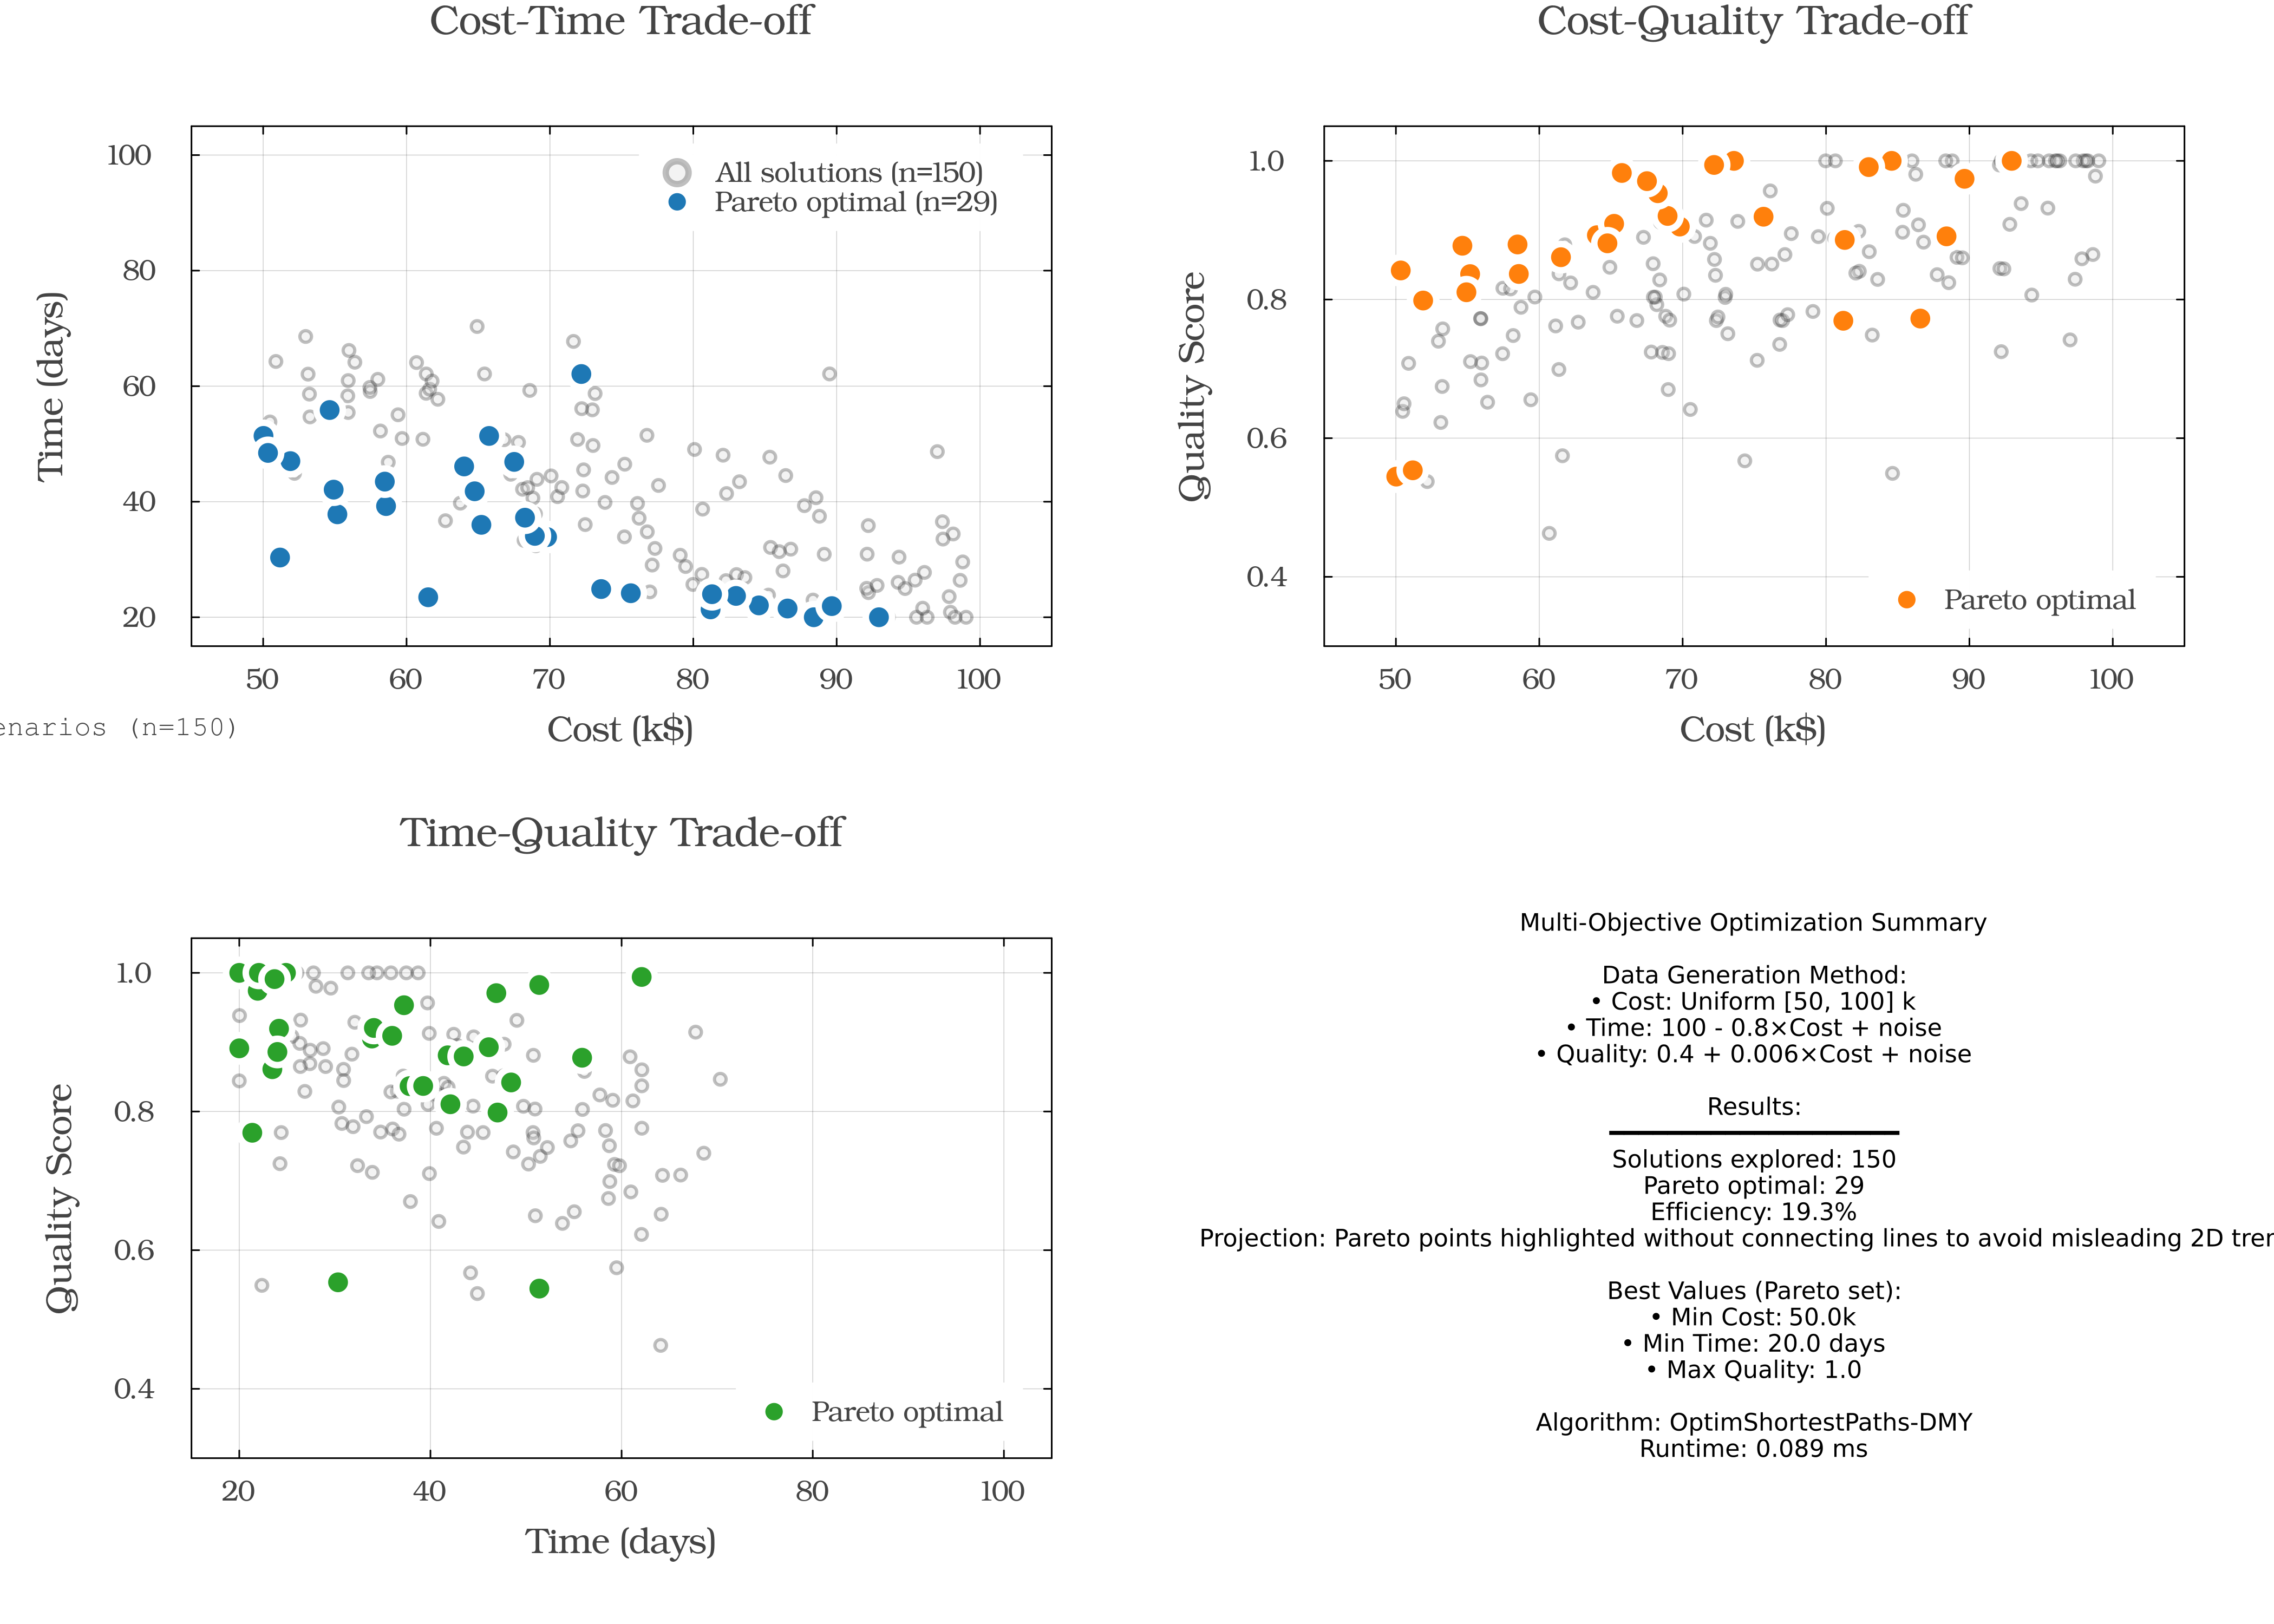 Cost-Time Trade-off
Time (days)
100
80
60
40
20
All solutions (n=150)
Pareto optimal (n=29)
50 60 70 80 90 100
Cost (k$)
enarios (n=150)
Cost-Quality Trade-off
Quality Score
1.0
0.8
0.6
0.4
Pareto optimal
50 60 70 80 90 100
Cost (k$)
Time-Quality Trade-off
Quality Score
1.0
0.8
0.6
0.4
Pareto optimal
20 40 60 80 100
Time (days)
Multi-Objective Optimization Summary
Data Generation Method:
• Cost: Uniform [50, 100] k
• Time: 100 - 0.8×Cost + noise
• Quality: 0.4 + 0.006×Cost + noise
Results:
Solutions explored: 150
Pareto optimal: 29
Efficiency: 19.3%
Projection: Pareto points highlighted without connecting lines to avoid misleading 2D
Best Values (Pareto set):
• Min Cost: 50.0k
• Min Time: 20.0 days
• Max Quality: 1.0
Algorithm: OptimShortestPaths-DMY
Runtime: 0.089 ms